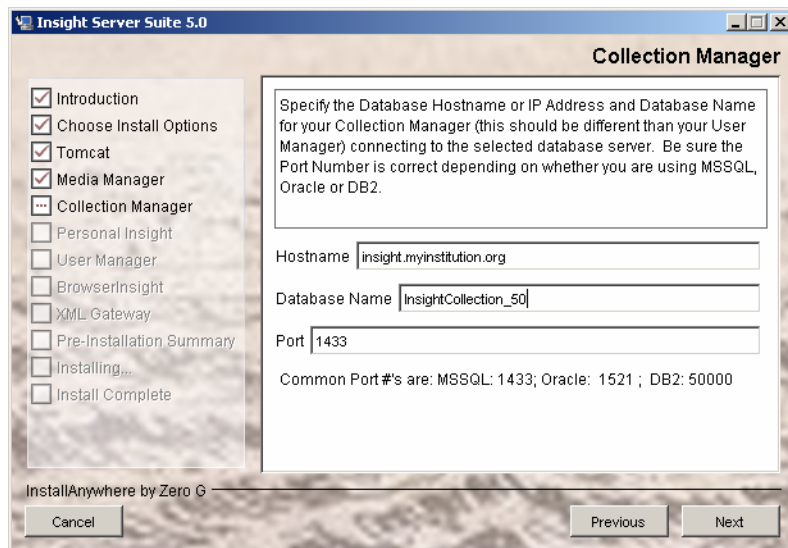 Insight Server Suite 5.0
Collection Manager
Introduction
Choose Install Options
Tomcat
Media Manager
Collection Manager
Personal Insight
User Manager
BrowserInsight
XML Gateway
Pre-Installation Summary
Installing...
Install Complete
Specify the Database Hostname or IP Address and Database Name
for your Collection Manager (this should be different than your User
Manager) connecting to the selected database server.  Be sure the
Port Number is correct depending on whether you are using MSSQL,
Oracle or DB2.
Hostname insight.myinstitution.org
Database Name InsightCollection_50
Port 1433
Common Port #'s are: MSSQL: 1433; Oracle:  1521 ;  DB2: 50000
InstallAnywhere by Zero G
Cancel Previous Next